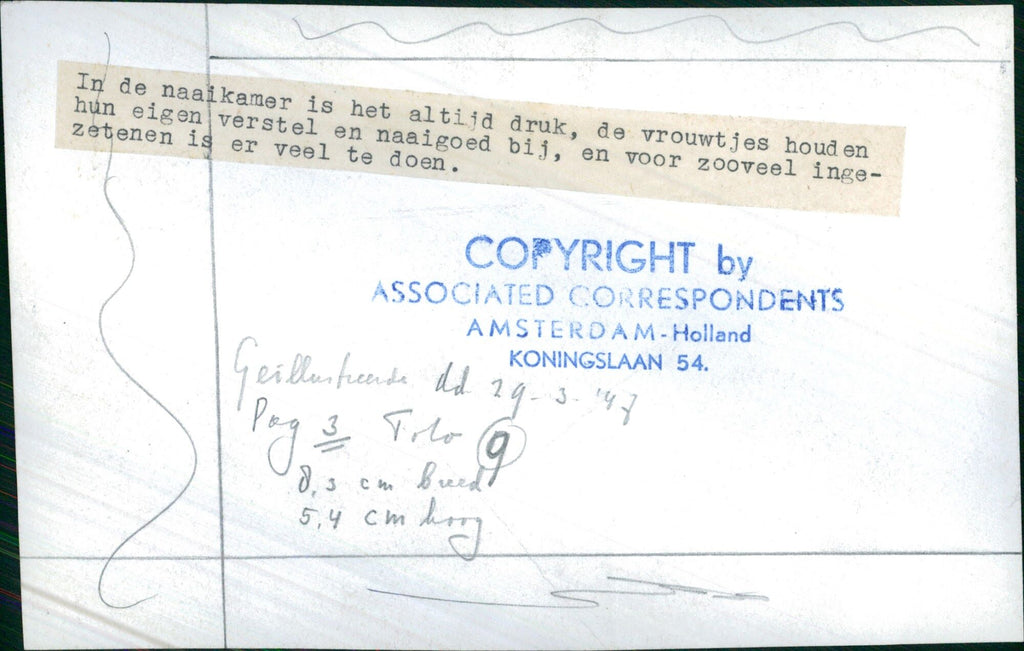 In de naaikamer is het altijd druk, de vrouwtjes houden
hun eigen verstel en naaigoed bij, en voor zooveel inge-
zetenen is er veel te doen.
COPYRIGHT by
ASSOCIATED CORRESPONDENTS
AMSTERDAM-Holland
KONINGSLAAN 54.
Geïllustreerde dd 29-3-'47
Pag 3 Foto 9
8,3 cm Breed
5,4 cm hoog